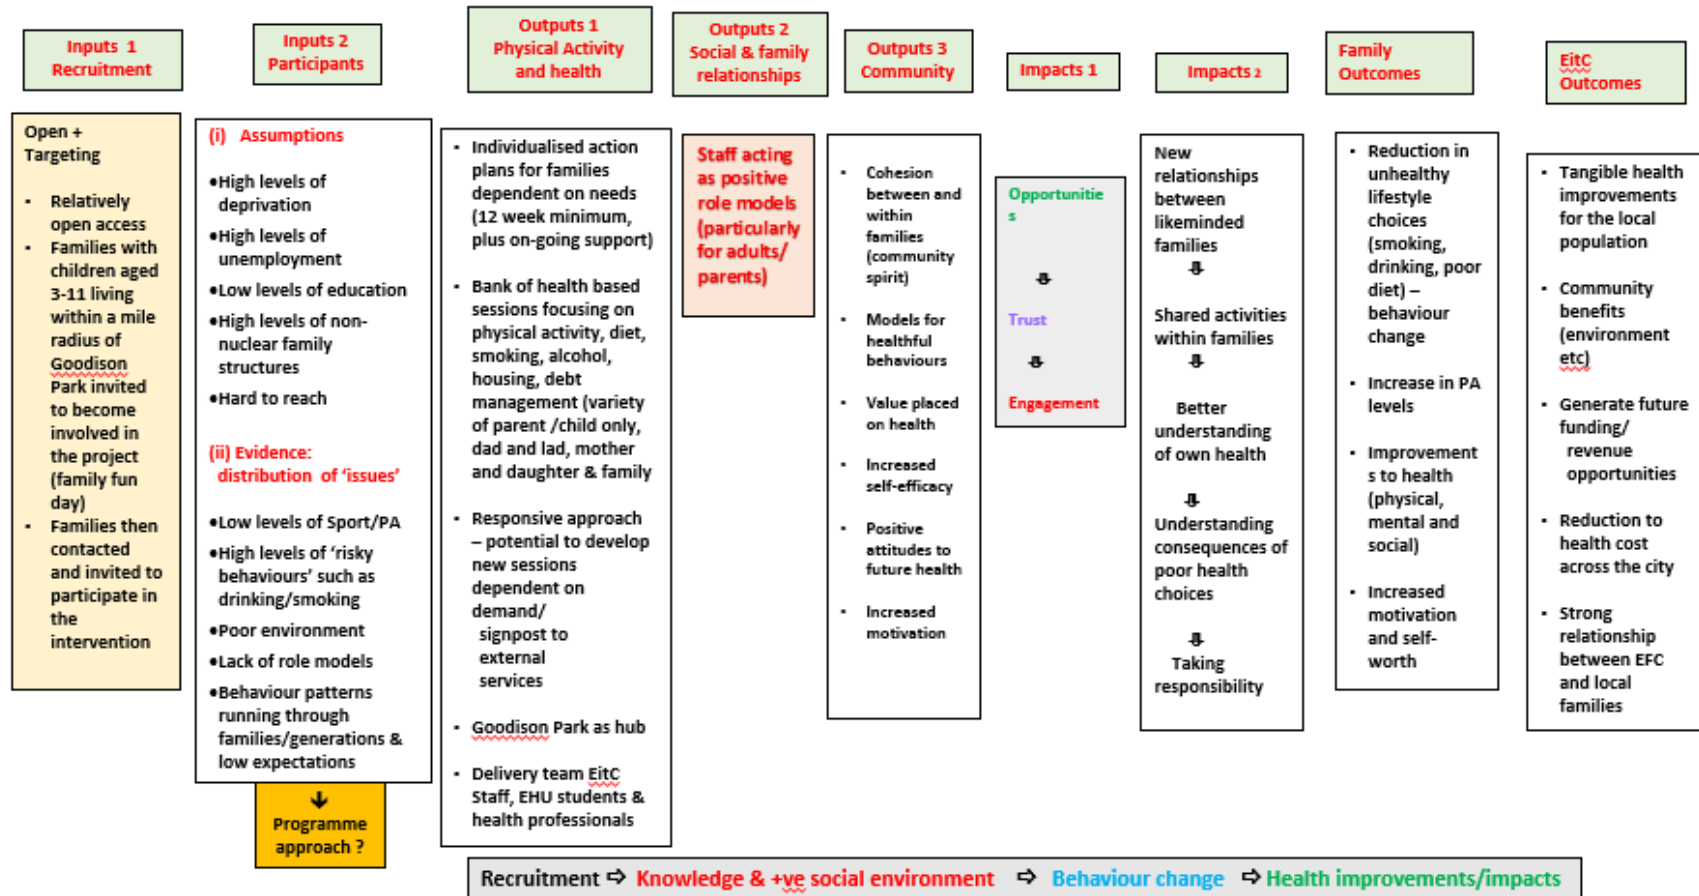 Inputs 1
Recruitment
Open +
Targeting
▪ Relatively
open access
▪ Families with
children aged
3-11 living
within a mile
radius of
Goodison
Park invited
to become
involved in
the project
(family fun
day)
▪ Families then
contacted
and invited to
participate in
the
intervention
Inputs 2
Participants
(i) Assumptions
•High levels of
deprivation
•High levels of
unemployment
•Low levels of education
•High levels of non-
nuclear family
structures
•Hard to reach
(ii) Evidence:
distribution of ‘issues’
•Low levels of Sport/PA
•High levels of ‘risky
behaviours’ such as
drinking/smoking
•Poor environment
•Lack of role models
•Behaviour patterns
running through
families/generations &
low expectations
Programme
approach ?
Outputs 1
Physical Activity
and health
▪ Individualised action
plans for families
dependent on needs
(12 week minimum,
plus on-going support)
▪ Bank of health based
sessions focusing on
physical activity, diet,
smoking, alcohol,
housing, debt
management (variety
of parent /child only,
dad and lad, mother
and daughter & family
▪ Responsive approach
– potential to develop
new sessions
dependent on
demand/
signpost to
external
services
▪ Goodison Park as hub
▪ Delivery team EitC
Staff, EHU students &
health professionals
Outputs 2
Social & family
relationships
Staff acting
as positive
role models
(particularly
for adults/
parents)
Outputs 3
Community
▪ Cohesion
between and
within
families
(community
spirit)
▪ Models for
healthful
behaviours
▪ Value placed
on health
▪ Increased
self-efficacy
▪ Positive
attitudes to
future health
▪ Increased
motivation
Impacts 1
Opportunitie
s
Trust
Engagement
Impacts 2
New
relationships
between
likeminded
families
Shared activities
within families
Better
understanding
of own health
Understanding
consequences of
poor health
choices
Taking
responsibility
Family
Outcomes
▪ Reduction in
unhealthy
lifestyle
choices
(smoking,
drinking, poor
diet) –
behaviour
change
▪ Increase in PA
levels
▪ Improvement
s to health
(physical,
mental and
social)
▪ Increased
motivation
and self-
worth
EitC
Outcomes
▪ Tangible health
improvements
for the local
population
▪ Community
benefits
(environment
etc)
▪ Generate future
funding/
revenue
opportunities
▪ Reduction to
health cost
across the city
▪ Strong
relationship
between EFC
and local
families
Recruitment ⇨ Knowledge & +ve social environment ⇨ Behaviour change ⇨ Health improvements/impacts